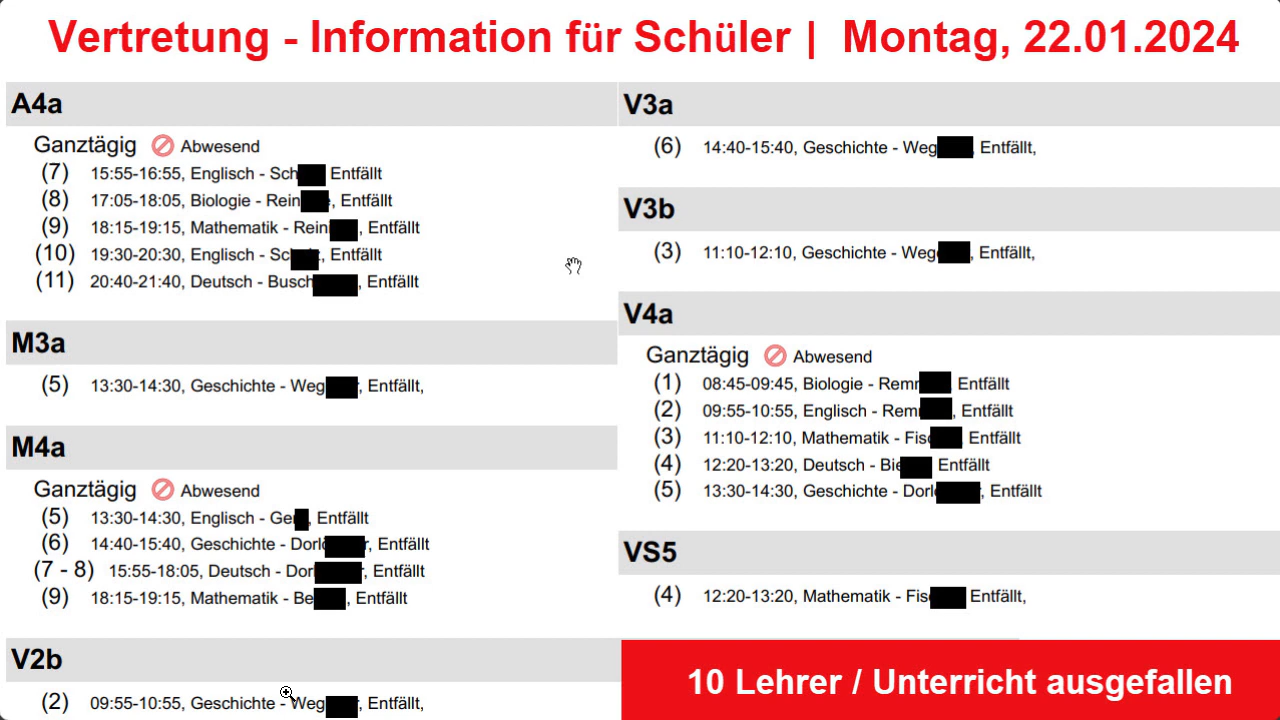 Vertretung - Information für Schüler | Montag, 22.01.2024
A4a
Ganztägig Abwesend
(7) 15:55-16:55, Englisch - Sch Entfällt
(8) 17:05-18:05, Biologie - Rein , Entfällt
(9) 18:15-19:15, Mathematik - Rein , Entfällt
(10) 19:30-20:30, Englisch - Sc , Entfällt
(11) 20:40-21:40, Deutsch - Busch , Entfällt
M3a
(5) 13:30-14:30, Geschichte - Weg , Entfällt,
M4a
Ganztägig Abwesend
(5) 13:30-14:30, Englisch - Ge , Entfällt
(6) 14:40-15:40, Geschichte - Dorl , Entfällt
(7 - 8) 15:55-18:05, Deutsch - Dor , Entfällt
(9) 18:15-19:15, Mathematik - Be , Entfällt
V2b
(2) 09:55-10:55, Geschichte - Weg , Entfällt,
V3a
(6) 14:40-15:40, Geschichte - Weg , Entfällt,
V3b
(3) 11:10-12:10, Geschichte - Weg , Entfällt,
V4a
Ganztägig Abwesend
(1) 08:45-09:45, Biologie - Rem Entfällt
(2) 09:55-10:55, Englisch - Rem , Entfällt
(3) 11:10-12:10, Mathematik - Fis , Entfällt
(4) 12:20-13:20, Deutsch - Bie Entfällt
(5) 13:30-14:30, Geschichte - Dorl , Entfällt
VS5
(4) 12:20-13:20, Mathematik - Fis Entfällt,
10 Lehrer / Unterricht ausgefallen